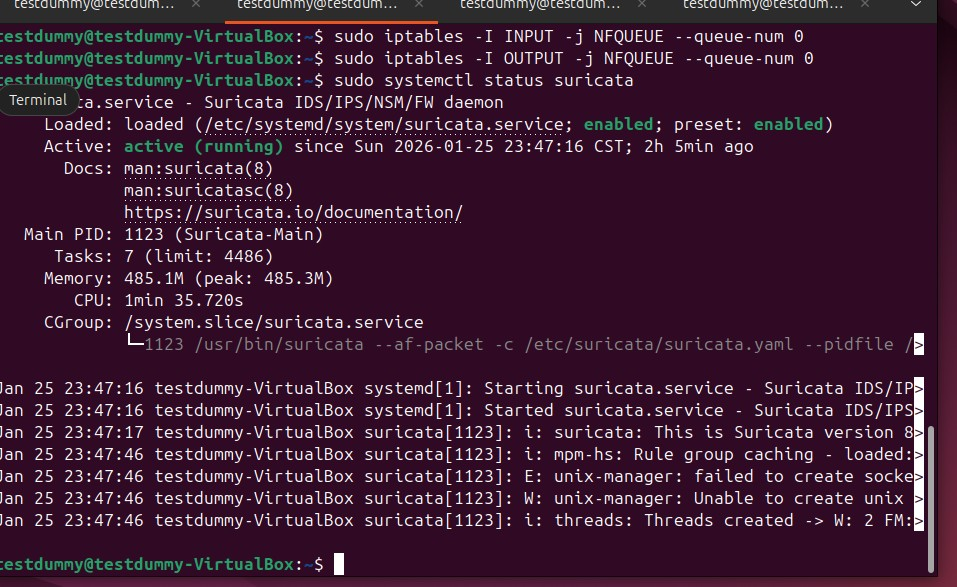 testdummy@testdum... × testdummy@testdum... × testdummy@testdum... × testdummy@testdum... ×
testdummy@testdummy-VirtualBox:~$ sudo iptables -I INPUT -j NFQUEUE --queue-num 0
testdummy@testdummy-VirtualBox:~$ sudo iptables -I OUTPUT -j NFQUEUE --queue-num 0
testdummy@testdummy-VirtualBox:~$ sudo systemctl status suricata
Terminal
ta.service - Suricata IDS/IPS/NSM/FW daemon
Loaded: loaded (/etc/systemd/system/suricata.service; enabled; preset: enabled)
Active: active (running) since Sun 2026-01-25 23:47:16 CST; 2h 5min ago
Docs: man:suricata(8)
man:suricatasc(8)
https://suricata.io/documentation/
Main PID: 1123 (Suricata-Main)
Tasks: 7 (limit: 4486)
Memory: 485.1M (peak: 485.3M)
CPU: 1min 35.720s
CGroup: /system.slice/suricata.service
└─1123 /usr/bin/suricata --af-packet -c /etc/suricata/suricata.yaml --pidfile />
Jan 25 23:47:16 testdummy-VirtualBox systemd[1]: Starting suricata.service - Suricata IDS/IP>
Jan 25 23:47:16 testdummy-VirtualBox systemd[1]: Started suricata.service - Suricata IDS/IPS>
Jan 25 23:47:17 testdummy-VirtualBox suricata[1123]: i: suricata: This is Suricata version 8>
Jan 25 23:47:46 testdummy-VirtualBox suricata[1123]: i: mpm-hs: Rule group caching - loaded:>
Jan 25 23:47:46 testdummy-VirtualBox suricata[1123]: E: unix-manager: failed to create socke>
Jan 25 23:47:46 testdummy-VirtualBox suricata[1123]: W: unix-manager: Unable to create unix >
Jan 25 23:47:46 testdummy-VirtualBox suricata[1123]: i: threads: Threads created -> W: 2 FM:>
testdummy@testdummy-VirtualBox:~$